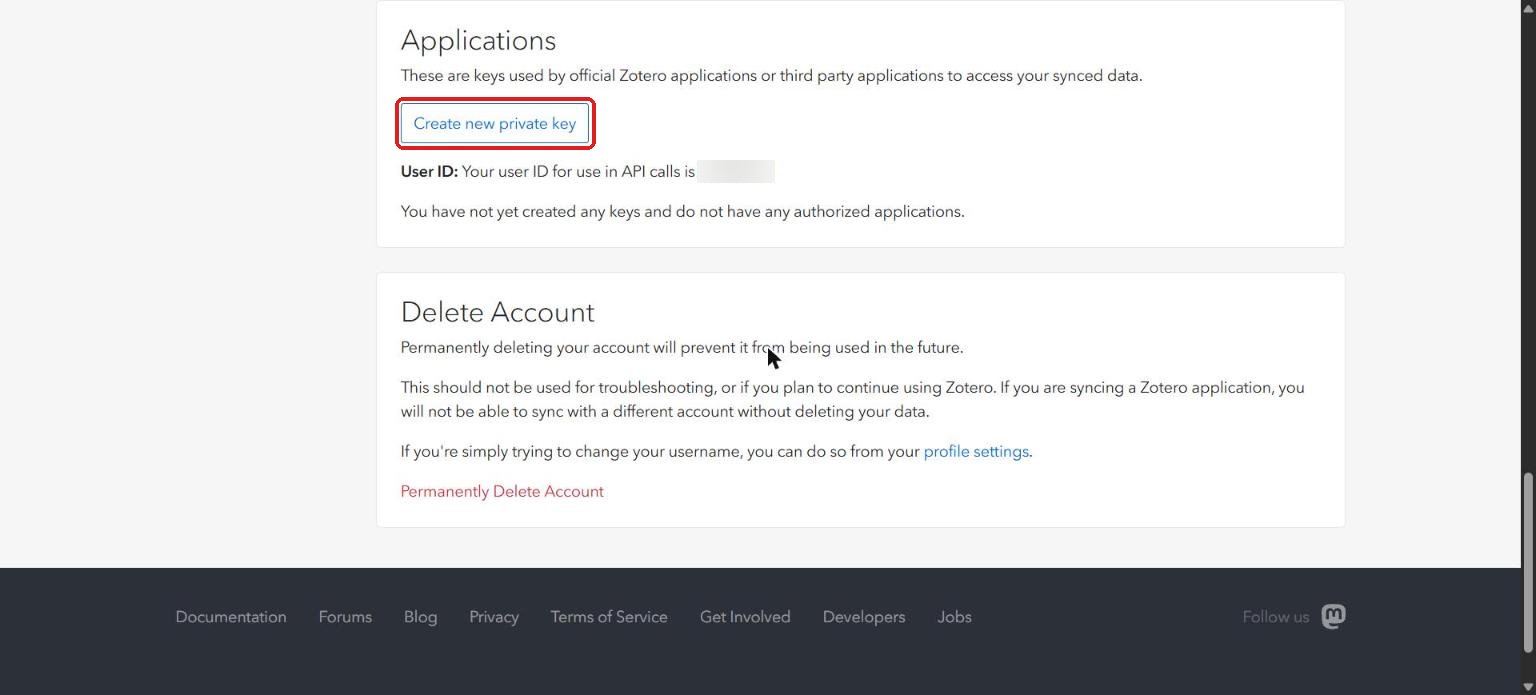 Applications
These are keys used by official Zotero applications or third party applications to access your synced data.
Create new private key
User ID: Your user ID for use in API calls is
You have not yet created any keys and do not have any authorized applications.
Delete Account
Permanently deleting your account will prevent it from being used in the future.
This should not be used for troubleshooting, or if you plan to continue using Zotero. If you are syncing a Zotero application, you
will not be able to sync with a different account without deleting your data.
If you're simply trying to change your username, you can do so from your profile settings.
Permanently Delete Account
Documentation Forums Blog Privacy Terms of Service Get Involved Developers Jobs Follow us